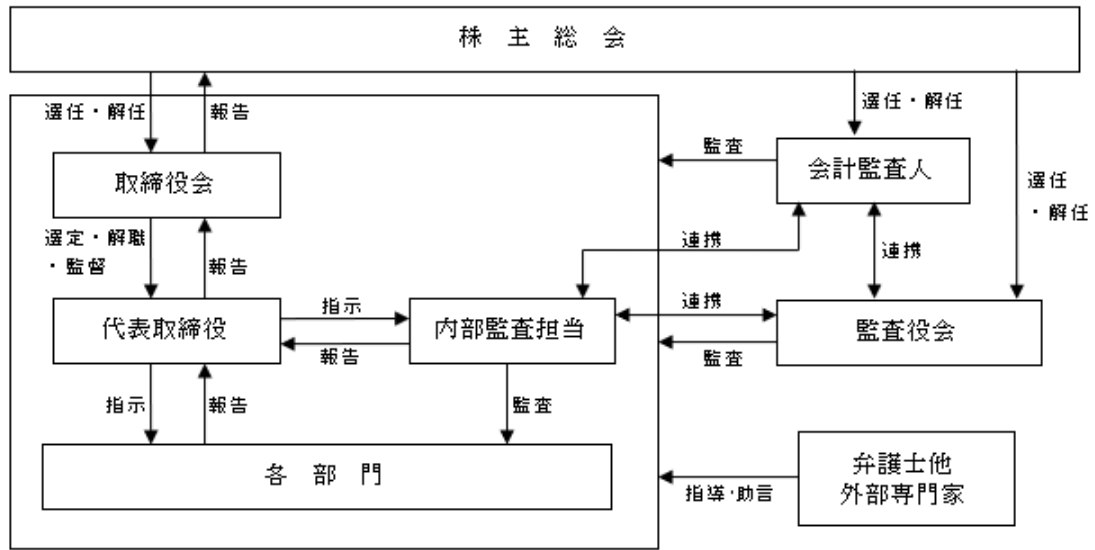 株 主 総 会
選任・解任
報告
選任・解任
監査
会計監査人
取締役会
選任
・解任
選定・解職
・監督
報告
連携
連携
代表取締役
指示
報告
内部監査担当
連携
監査
監査役会
指示
報告
監査
各 部 門
指導・助言
弁護士他
外部専門家